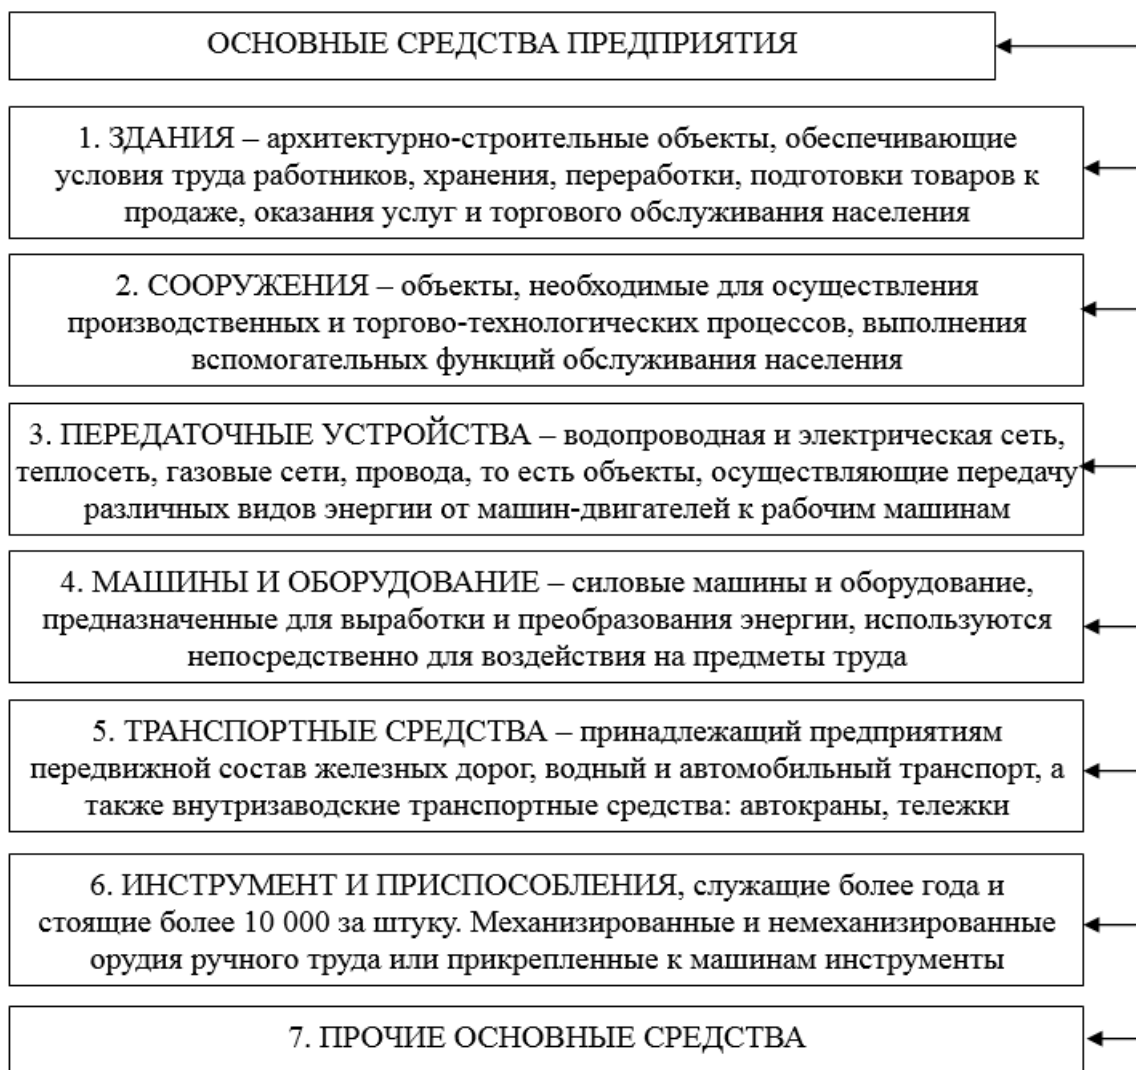 ОСНОВНЫЕ СРЕДСТВА ПРЕДПРИЯТИЯ
1. ЗДАНИЯ – архитектурно-строительные объекты, обеспечивающие
условия труда работников, хранения, переработки, подготовки товаров к
продаже, оказания услуг и торгового обслуживания населения
2. СООРУЖЕНИЯ – объекты, необходимые для осуществления
производственных и торгово-технологических процессов, выполнения
вспомогательных функций обслуживания населения
3. ПЕРЕДАТОЧНЫЕ УСТРОЙСТВА – водопроводная и электрическая сеть,
теплосеть, газовые сети, провода, то есть объекты, осуществляющие передачу
различных видов энергии от машин-двигателей к рабочим машинам
4. МАШИНЫ И ОБОРУДОВАНИЕ – силовые машины и оборудование,
предназначенные для выработки и преобразования энергии, используются
непосредственно для воздействия на предметы труда
5. ТРАНСПОРТНЫЕ СРЕДСТВА – принадлежащий предприятиям
передвижной состав железных дорог, водный и автомобильный транспорт, а
также внутризаводские транспортные средства: автокраны, тележки
6. ИНСТРУМЕНТ И ПРИСПОСОБЛЕНИЯ, служащие более года и
стоящие более 10 000 за штуку. Механизированные и немеханизированные
орудия ручного труда или прикрепленные к машинам инструменты
7. ПРОЧИЕ ОСНОВНЫЕ СРЕДСТВА